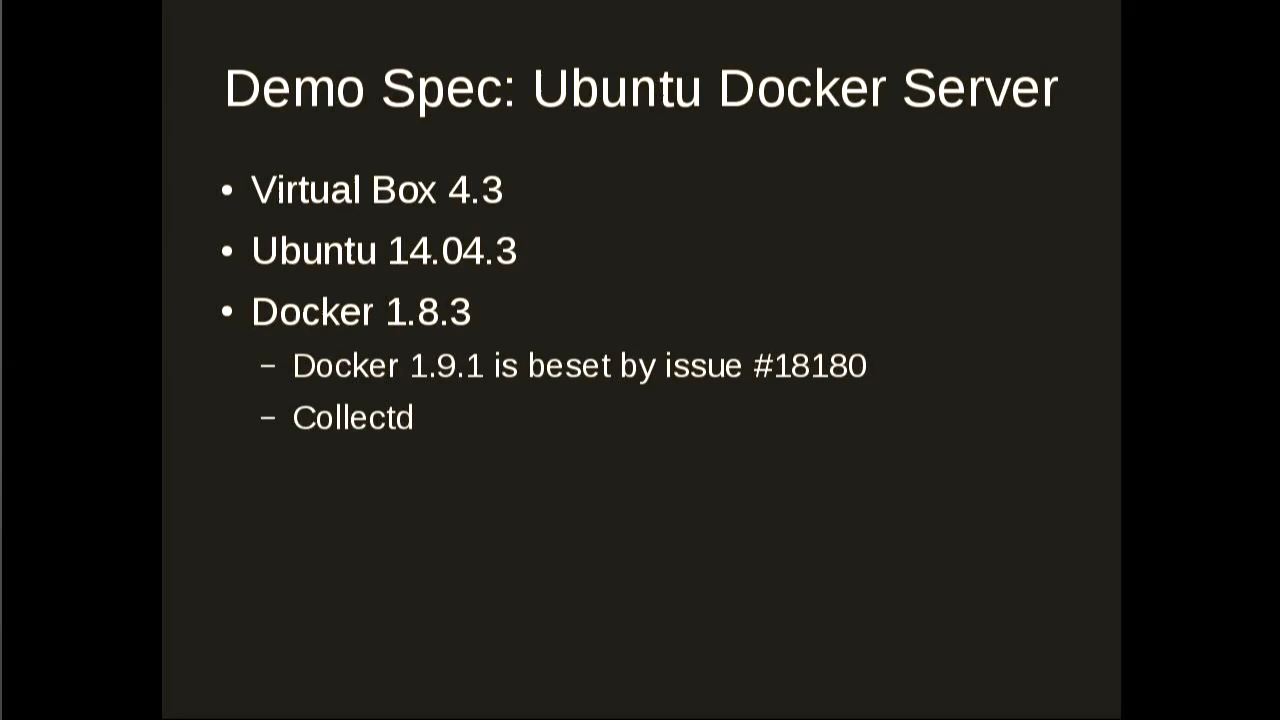 Demo Spec: Ubuntu Docker Server
• Virtual Box 4.3
• Ubuntu 14.04.3
• Docker 1.8.3
– Docker 1.9.1 is beset by issue #18180
– Collectd